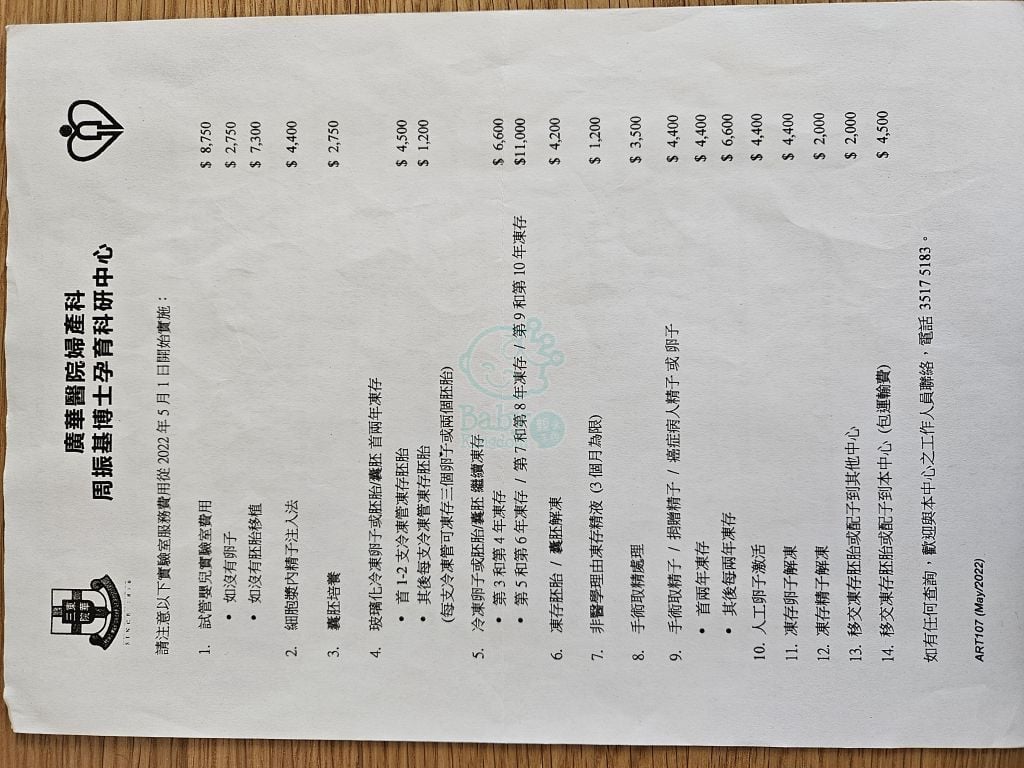 廣華醫院婦產科
周振基博士孕育科研中心
SINCE 1870
請注意以下實驗室服務費用從 2022 年 5 月 1 日開始實施：
1. 試管嬰兒實驗室費用 $ 8,750
• 如沒有卵子 $ 2,750
• 如沒有胚胎移植 $ 7,300
2. 細胞漿內精子注入法 $ 4,400
3. 囊胚培養 $ 2,750
4. 玻璃化冷凍卵子或胚胎/囊胚 首兩年凍存
• 首 1-2 支冷凍管凍存胚胎 $ 4,500
• 其後每支冷凍管凍存胚胎 $ 1,200
(每支冷凍管可凍存三個卵子或兩個胚胎)
5. 冷凍卵子或胚胎/囊胚 繼續凍存
• 第 3 和第 4 年凍存 $ 6,600
• 第 5 和第 6 年凍存 / 第 7 和第 8 年凍存 / 第 9 和第 10 年凍存 $11,000
6. 凍存胚胎 / 囊胚解凍 $ 4,200
7. 非醫學理由凍存精液 (3 個月為限) $ 1,200
8. 手術取精處理 $ 3,500
9. 手術取精子 / 捐贈精子 / 癌症病人精子 或 卵子 $ 4,400
• 首兩年凍存 $ 4,400
• 其後每兩年凍存 $ 6,600
10. 人工卵子激活 $ 4,400
11. 凍存卵子解凍 $ 4,400
12. 凍存精子解凍 $ 2,000
13. 移交凍存胚胎或配子到其他中心 $ 2,000
14. 移交凍存胚胎或配子到本中心 (包運輸費) $ 4,500
如有任何查詢，歡迎與本中心之工作人員聯絡，電話 3517 5183。
ART107 (May/2022)